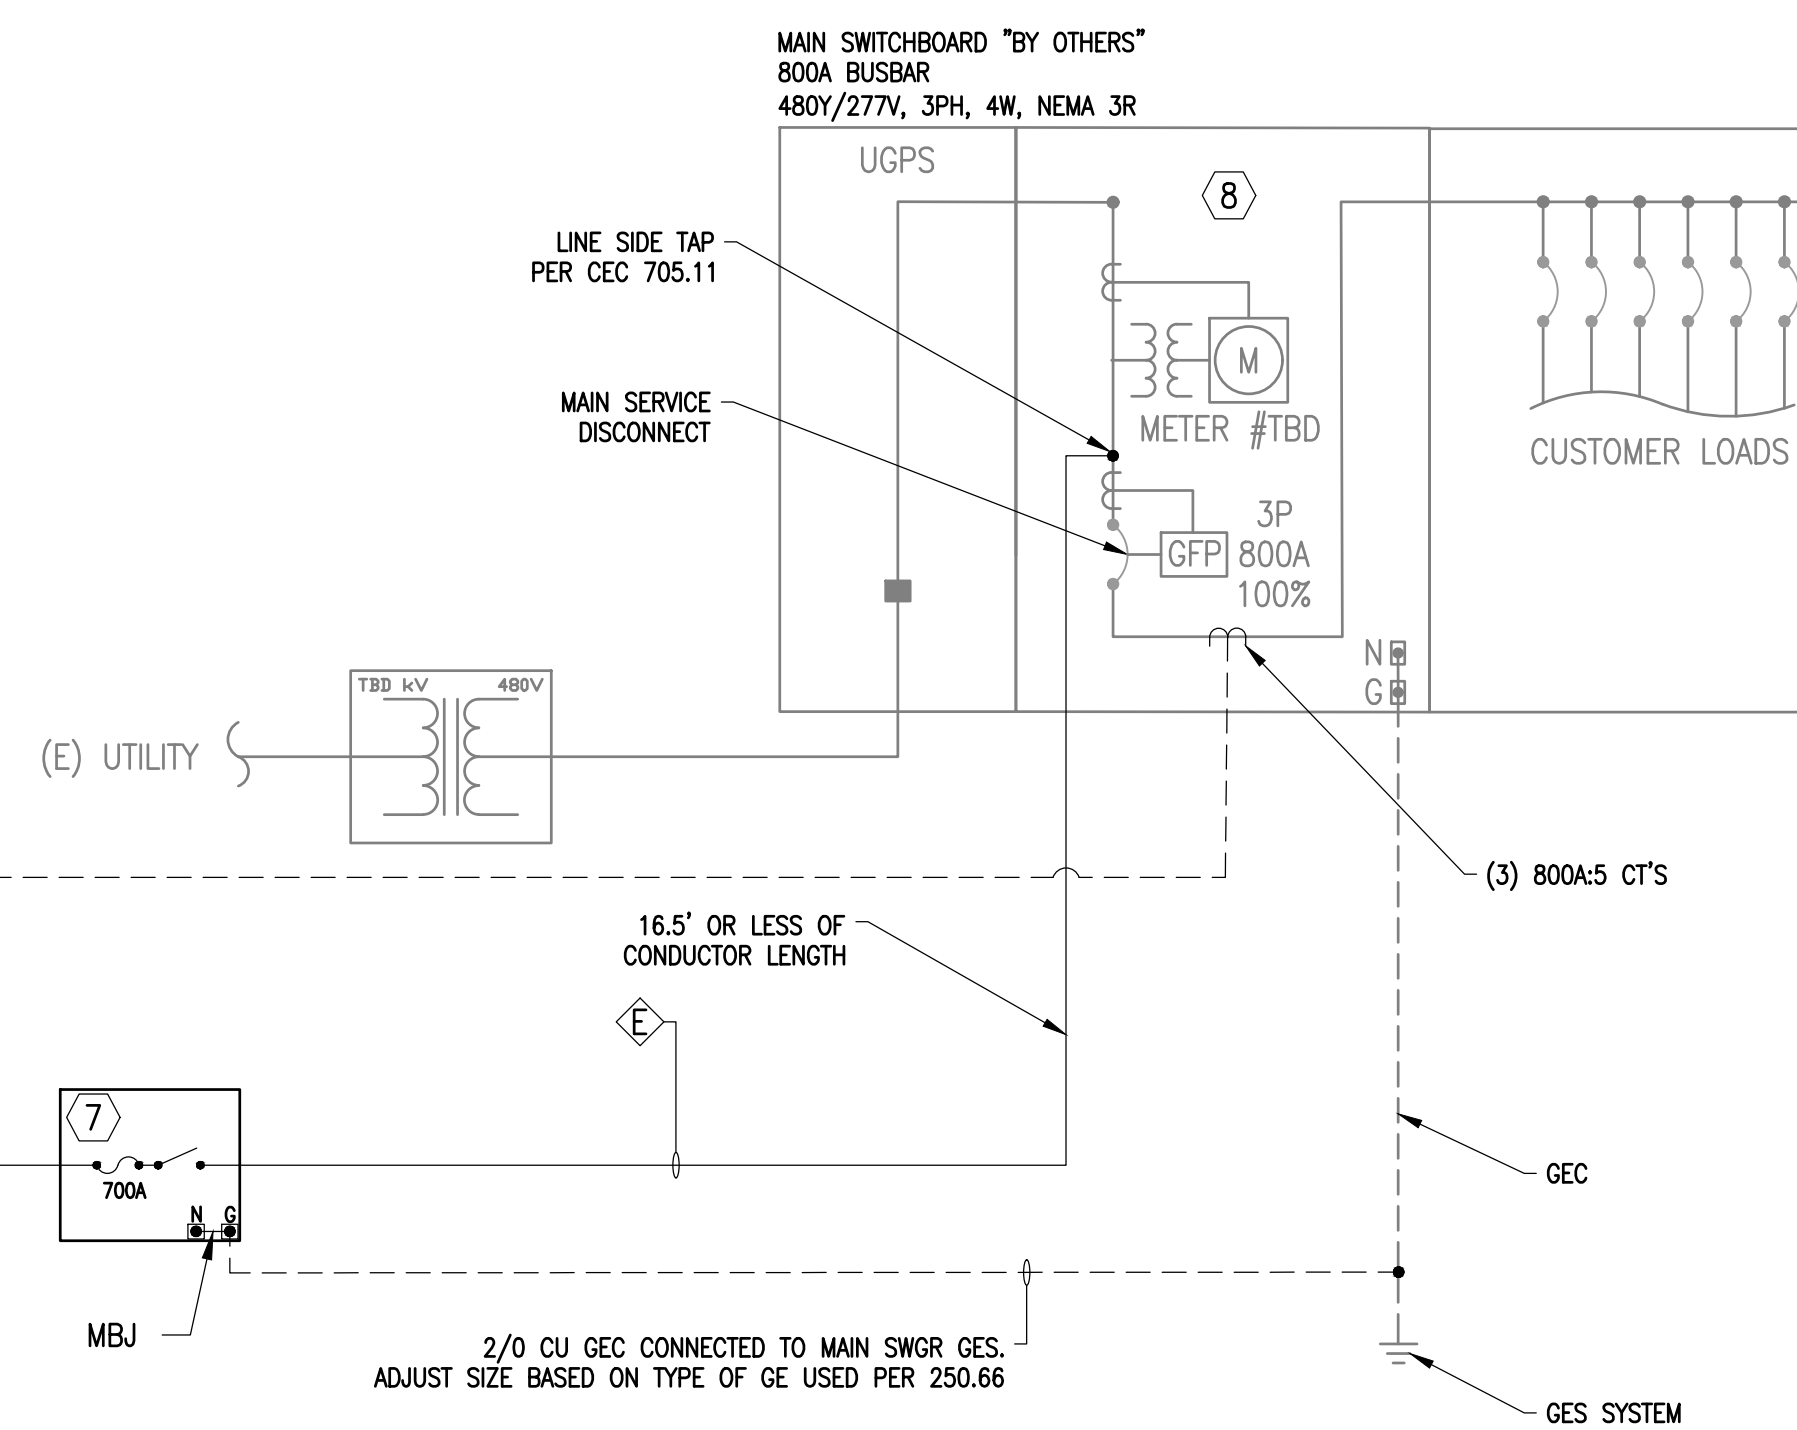 MAIN SWITCHBOARD "BY OTHERS"
800A BUSBAR
480Y/277V, 3PH, 4W, NEMA 3R
UGPS
8
LINE SIDE TAP
PER CEC 705.11
M
METER #TBD
MAIN SERVICE
DISCONNECT
CUSTOMER LOADS
3P
GFP 800A
100%
N
G
TBD kV 480V
(E) UTILITY
(3) 800A:5 CT'S
16.5' OR LESS OF
CONDUCTOR LENGTH
E
7
700A
N G
GEC
MBJ
2/0 CU GEC CONNECTED TO MAIN SWGR GES.
ADJUST SIZE BASED ON TYPE OF GE USED PER 250.66
GES SYSTEM